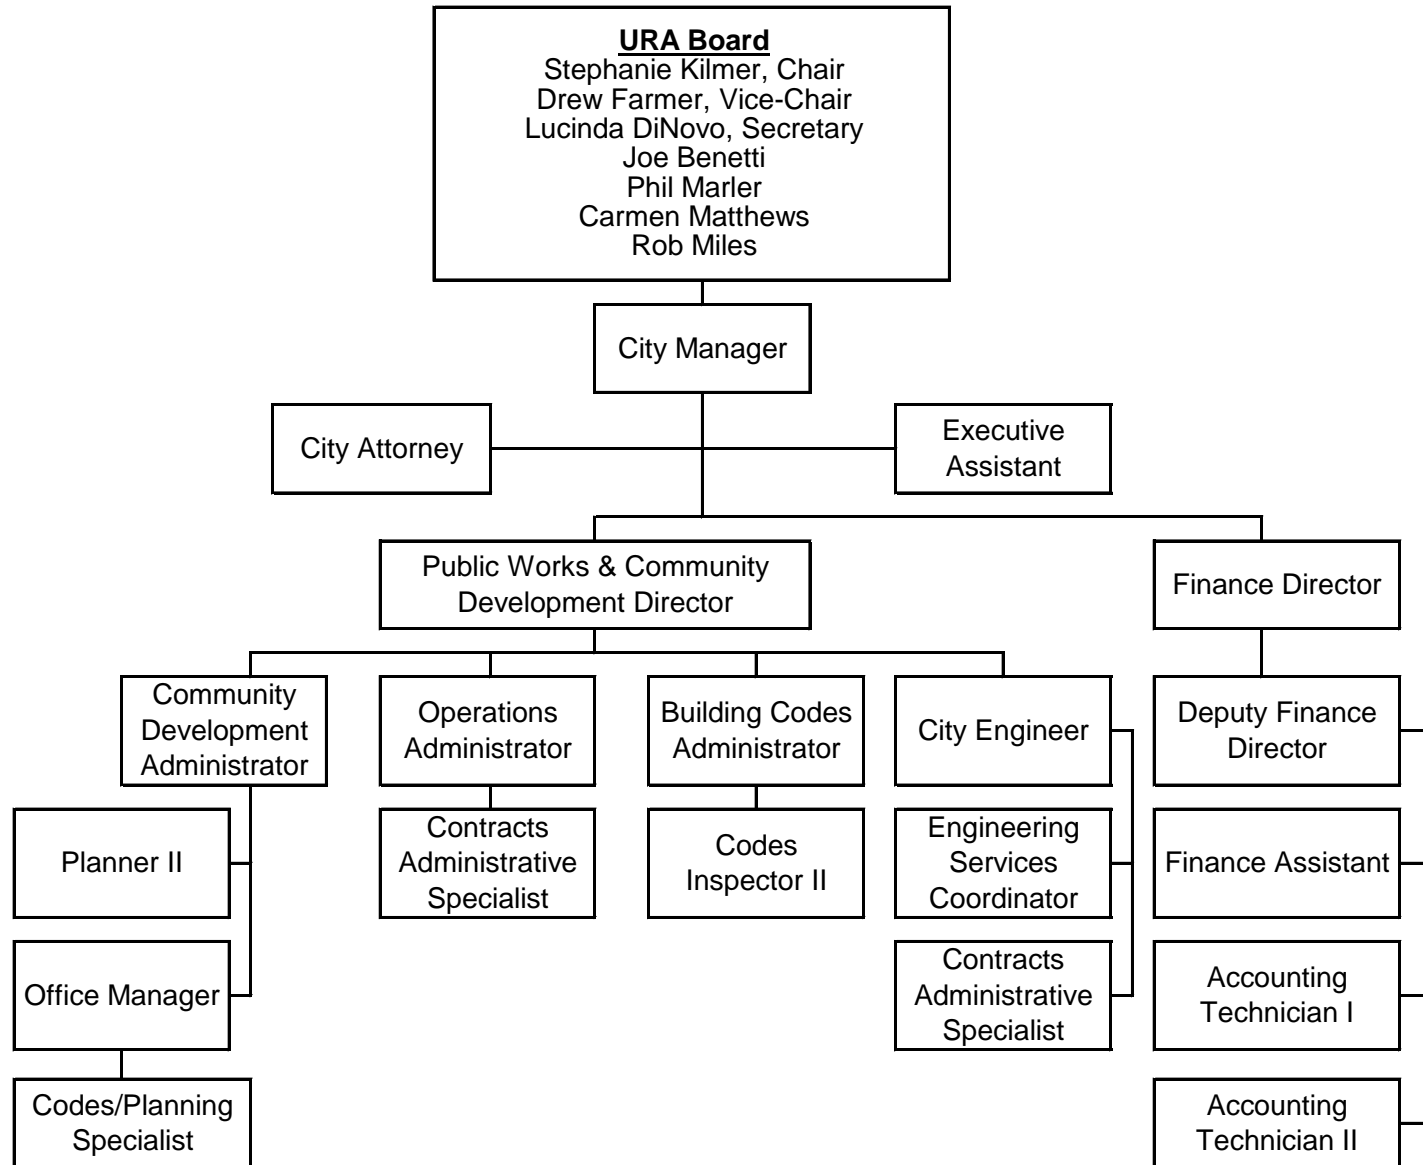 URA Board
Stephanie Kilmer, Chair
Drew Farmer, Vice-Chair
Lucinda DiNovo, Secretary
Joe Benetti
Phil Marler
Carmen Matthews
Rob Miles
City Manager
City Attorney
Executive
Assistant
Public Works & Community
Development Director
Finance Director
Community
Development
Administrator
Operations
Administrator
Building Codes
Administrator
City Engineer
Deputy Finance
Director
Planner II
Contracts
Administrative
Specialist
Codes
Inspector II
Engineering
Services
Coordinator
Finance Assistant
Office Manager
Contracts
Administrative
Specialist
Accounting
Technician I
Codes/Planning
Specialist
Accounting
Technician II